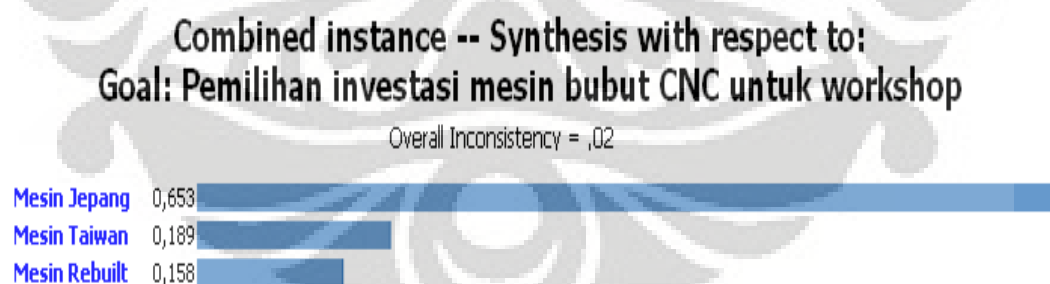 Combined instance -- Synthesis with respect to:
Goal: Pemilihan investasi mesin bubut CNC untuk workshop
Overall Inconsistency = ,02
Mesin Jepang 0,653
Mesin Taiwan 0,189
Mesin Rebuilt 0,158